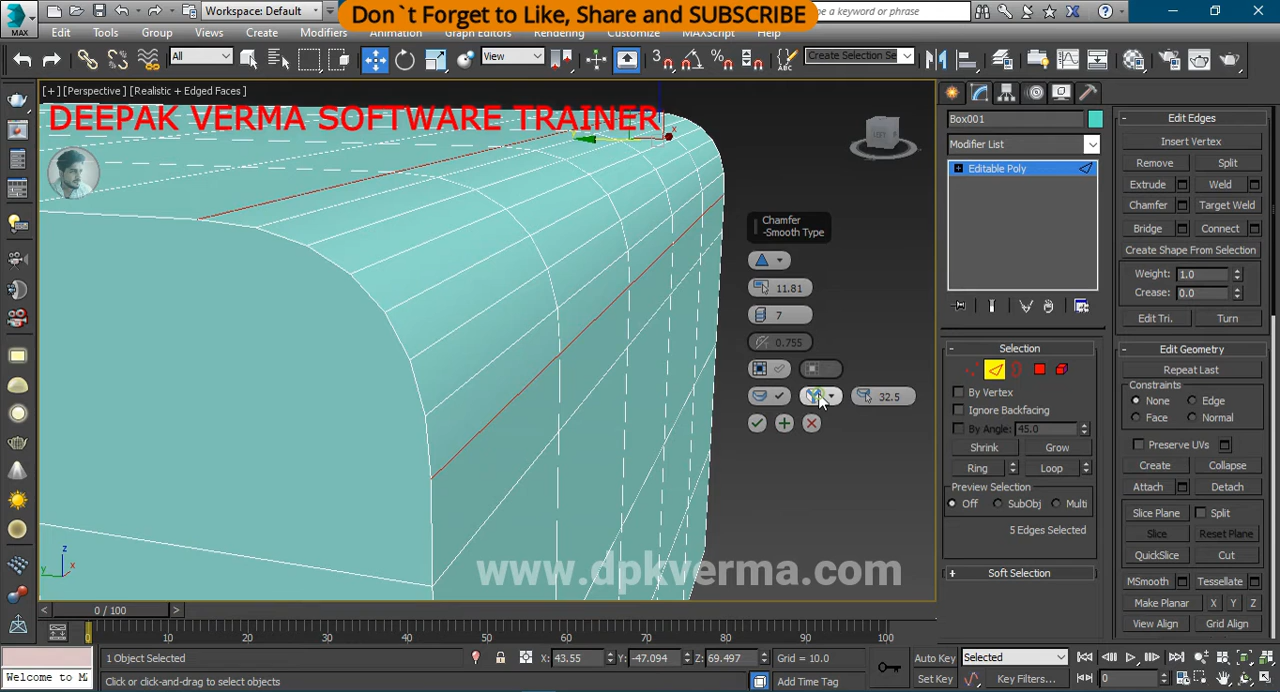 MAX
Workspace: Default
Don`t Forget to Like, Share and SUBSCRIBE
a keyword or phrase
Edit Tools Group Views Create Modifiers Animation Graph Editors Rendering Customize MAXScript Help
All
View
3
Create Selection Se
[+] [Perspective] [Realistic + Edged Faces]
DEEPAK VERMA SOFTWARE TRAINER
x
Chamfer
-Smooth Type
11.81
7
0.755
32.5
www.dpkverma.com
z
y x
Box001
Modifier List
Editable Poly
Selection
By Vertex
Ignore Backfacing
By Angle: 45.0
Shrink Grow
Ring Loop
Preview Selection
Off SubObj Multi
5 Edges Selected
Soft Selection
Edit Edges
Insert Vertex
Remove Split
Extrude Weld
Chamfer Target Weld
Bridge Connect
Create Shape From Selection
Weight: 1.0
Crease: 0.0
Edit Tri. Turn
Edit Geometry
Repeat Last
Constraints
None Edge
Face Normal
Preserve UVs
Create Collapse
Attach Detach
Slice Plane Split
Slice Reset Plane
QuickSlice Cut
MSmooth Tessellate
Make Planar X Y Z
View Align Grid Align
0 / 100
0 10 20 30 40 50 60 70 80 90 100
1 Object Selected
X: 43.55 Y: -47.094 Z: 69.497 Grid = 10.0
Auto Key Selected
Welcome to M
Click or click-and-drag to select objects
Add Time Tag
Set Key Key Filters... 0